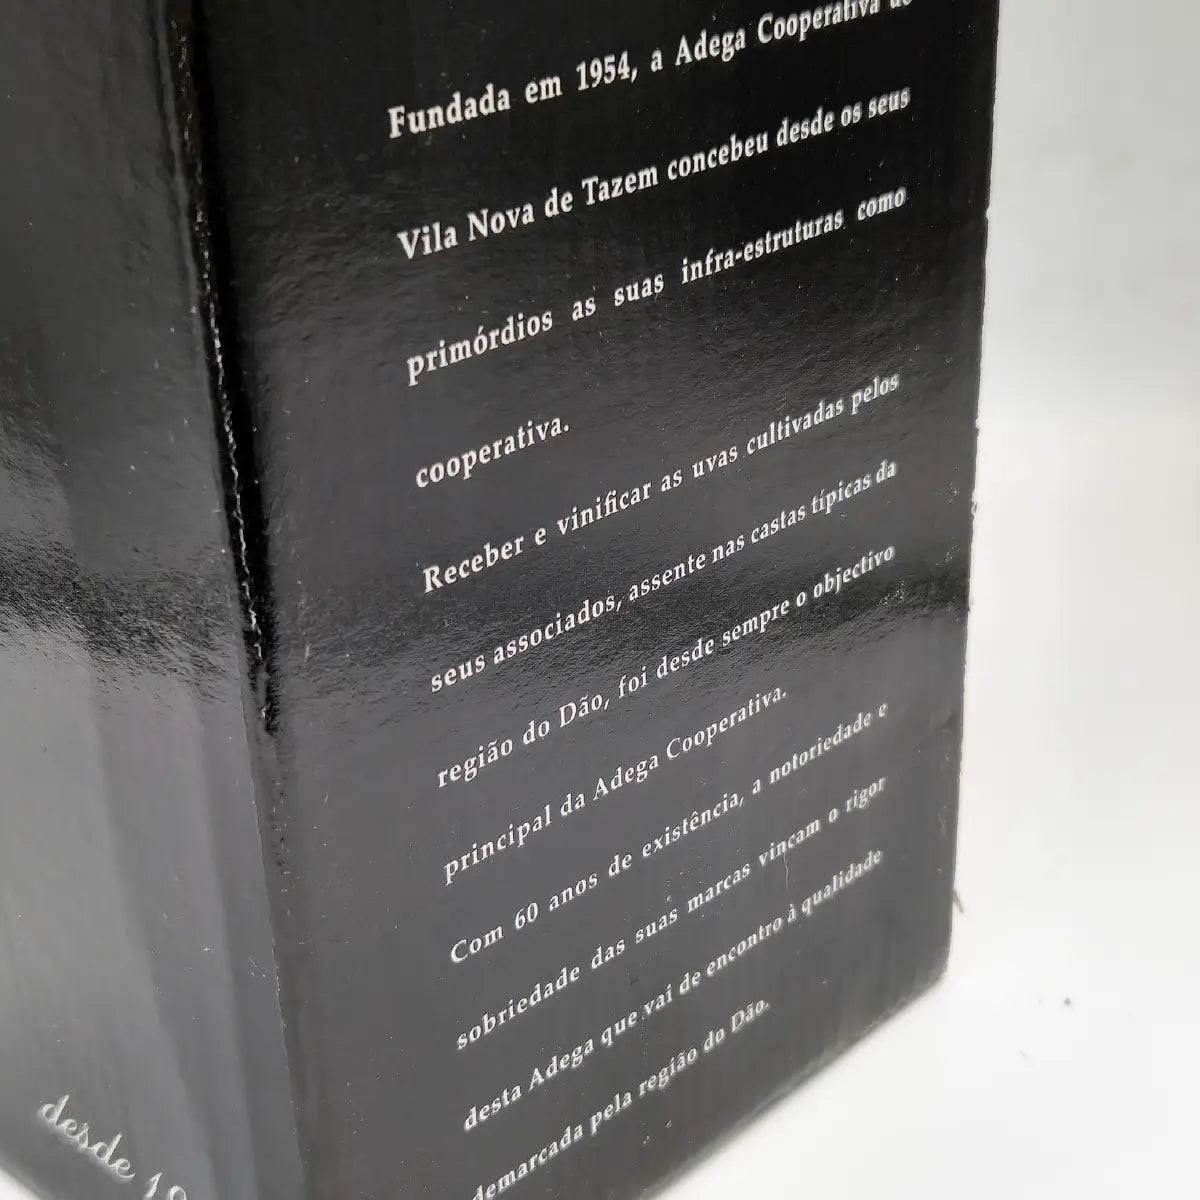 Fundada em 1954, a Adega Cooperativa de
Vila Nova de Tazem concebeu desde os seus
primórdios as suas infra-estruturas como
cooperativa.
Receber e vinificar as uvas cultivadas pelos
seus associados, assente nas castas típicas da
região do Dão, foi desde sempre o objectivo
principal da Adega Cooperativa.
Com 60 anos de existência, a notoriedade e
sobriedade das suas marcas vincam o rigor
desta Adega que vai de encontro à qualidade
demarcada pela região do Dão.
desde 19